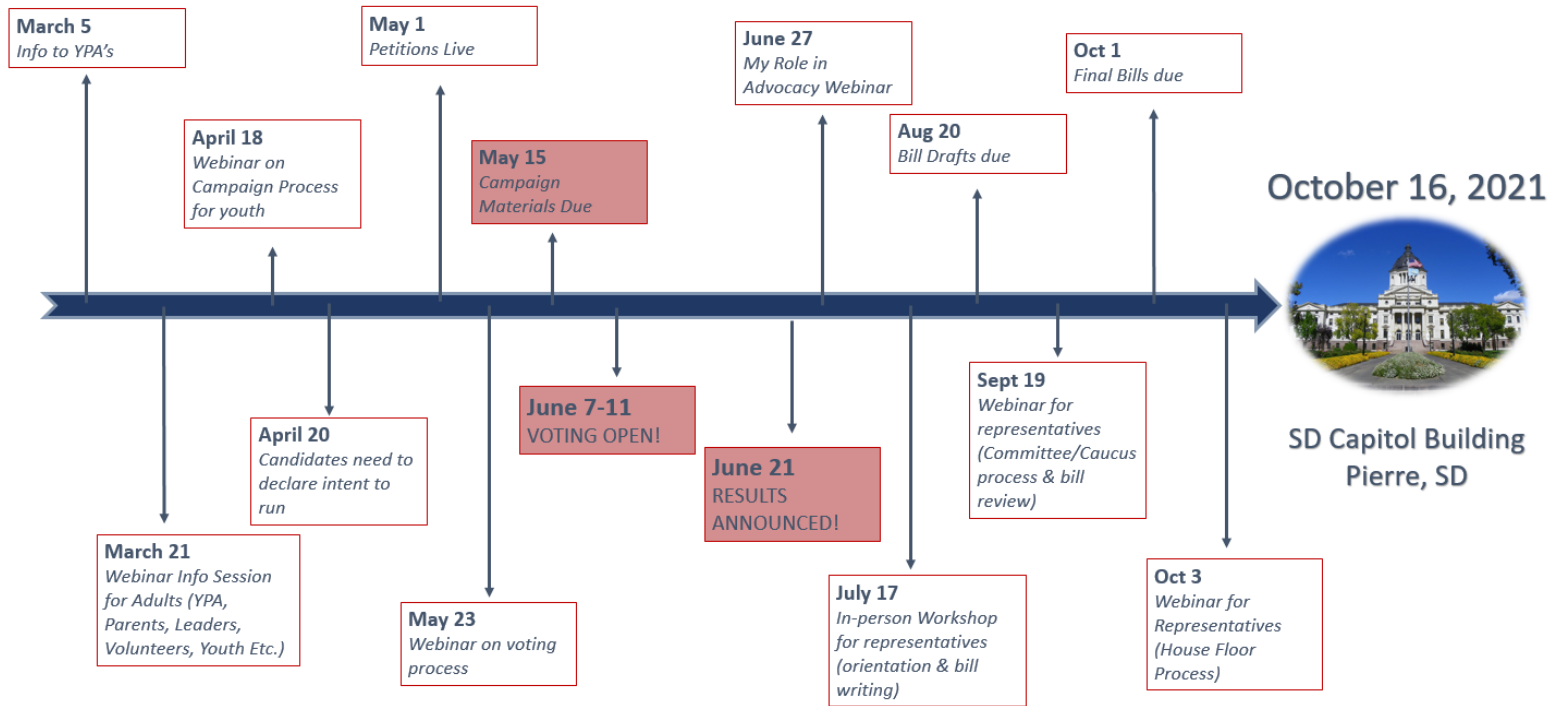 March 5
Info to YPA's
April 18
Webinar on
Campaign Process
for youth
May 1
Petitions Live
May 15
Campaign
Materials Due
June 27
My Role in
Advocacy Webinar
Aug 20
Bill Drafts due
Oct 1
Final Bills due
October 16, 2021
SD Capitol Building
Pierre, SD
March 21
Webinar Info Session
for Adults (YPA,
Parents, Leaders,
Volunteers, Youth Etc.)
April 20
Candidates need to
declare intent to
run
May 23
Webinar on voting
process
June 7-11
VOTING OPEN!
June 21
RESULTS
ANNOUNCED!
July 17
In-person Workshop
for representatives
(orientation & bill
writing)
Sept 19
Webinar for
representatives
(Committee/Caucus
process & bill
review)
Oct 3
Webinar for
Representatives
(House Floor
Process)